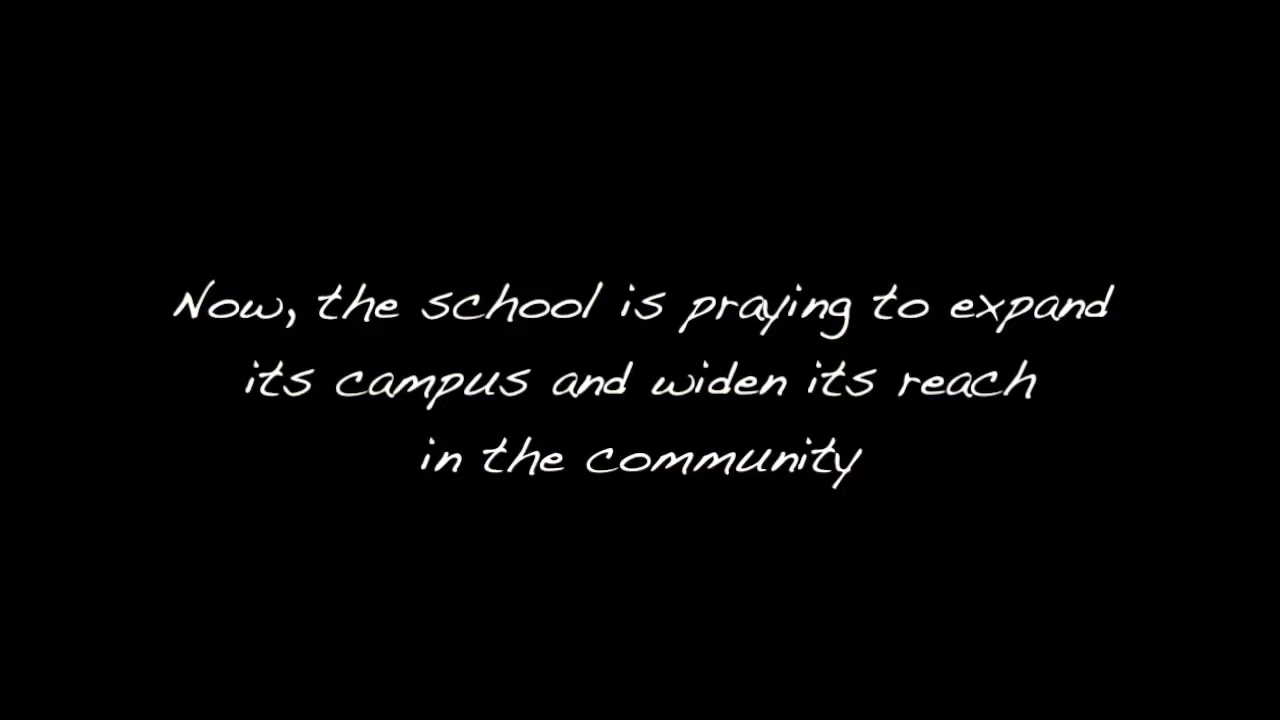 Now, the school is praying to expand
its campus and widen its reach
in the community